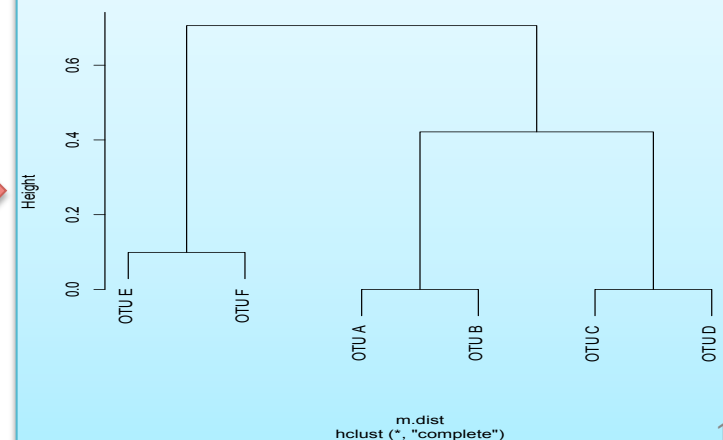 0.6
0.4
0.2
0.0
Height
OTU E
OTU F
OTU A
OTU B
OTU C
OTU D
m.dist
hclust (*, "complete")